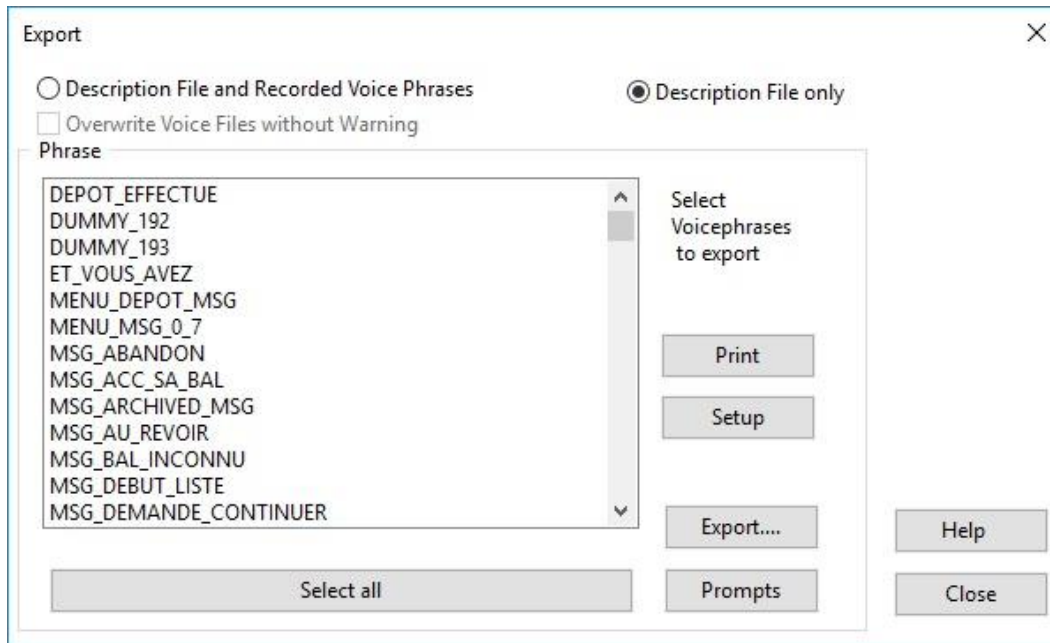 Export
Description File and Recorded Voice Phrases
Description File only
Overwrite Voice Files without Warning
Phrase
DEPOT_EFFECTUE
DUMMY_192
DUMMY_193
ET_VOUS_AVEZ
MENU_DEPOT_MSG
MENU_MSG_0_7
MSG_ABANDON
MSG_ACC_SA_BAL
MSG_ARCHIVED_MSG
MSG_AU_REVOIR
MSG_BAL_INCONNU
MSG_DEBUT_LISTE
MSG_DEMANDE_CONTINUER
Select
Voicephrases
to export
Print
Setup
Export....
Help
Select all
Prompts
Close